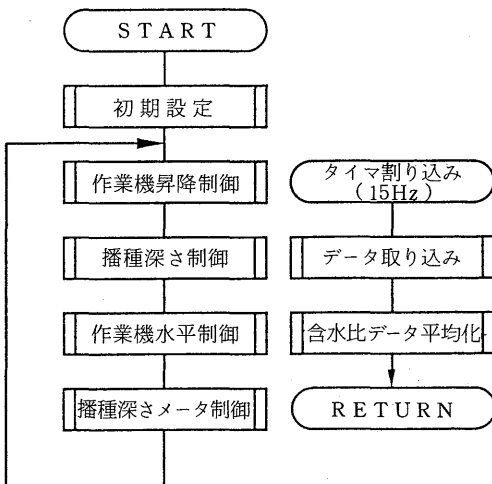 START
初期設定
作業機昇降制御
播種深さ制御
作業機水平制御
播種深さメータ制御
タイマ割り込み
(15Hz)
データ取り込み
含水比データ平均化
RETURN